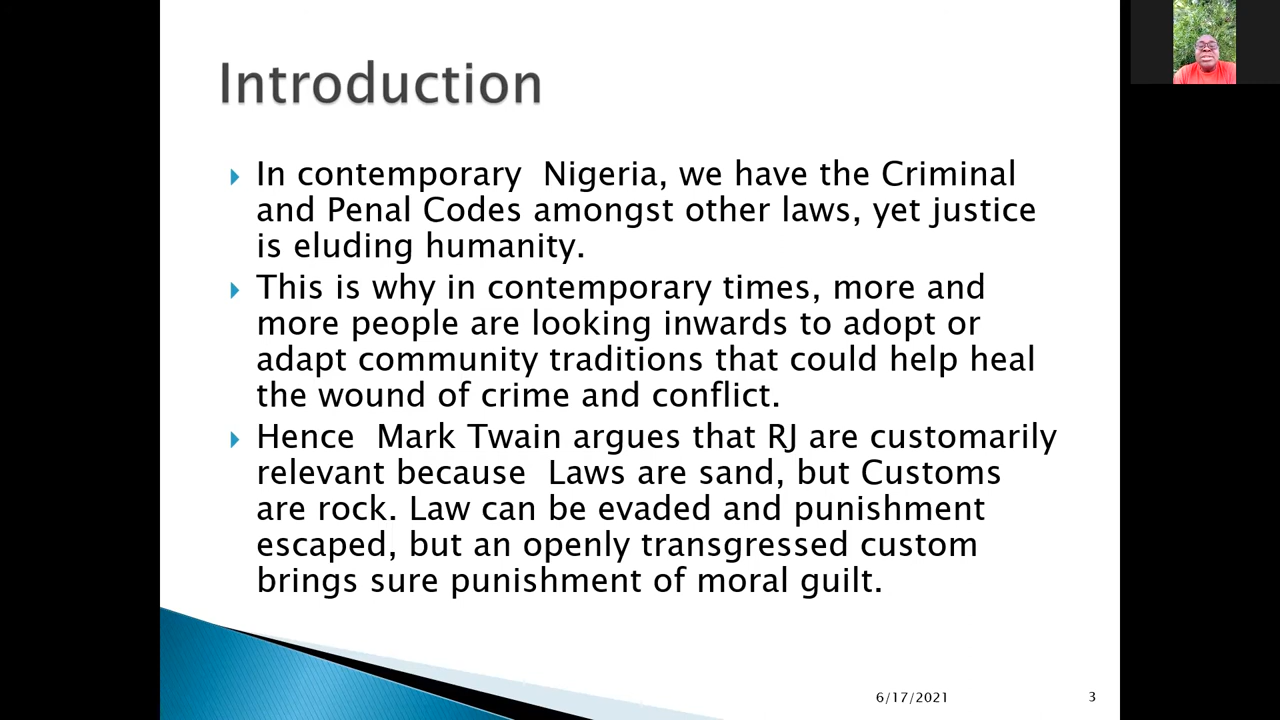 Introduction
In contemporary  Nigeria, we have the Criminal
and Penal Codes amongst other laws, yet justice
is eluding humanity.
This is why in contemporary times, more and
more people are looking inwards to adopt or
adapt community traditions that could help heal
the wound of crime and conflict.
Hence  Mark Twain argues that RJ are customarily
relevant because  Laws are sand, but Customs
are rock. Law can be evaded and punishment
escaped, but an openly transgressed custom
brings sure punishment of moral guilt.
6/17/2021
3